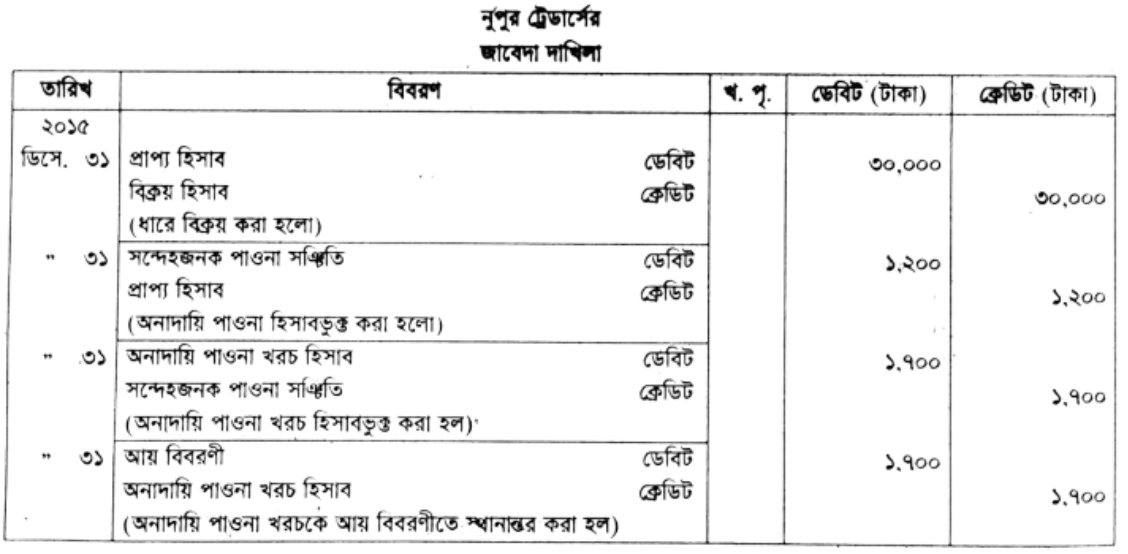 নুপুর ট্রেডার্সের
জাবেদা দাখিলা
তারিখ বিবরণ খ. পৃ. ডেবিট (টাকা) ক্রেডিট (টাকা)
২০১৫
ডিসে. ৩১ প্রাপ্য হিসাব ডেবিট ৩০,০০০
বিক্রয় হিসাব ক্রেডিট ৩০,০০০
(ধারে বিক্রয় করা হলো)
" ৩১ সন্দেহজনক পাওনা সঞ্চিতি ডেবিট ১,২০০
প্রাপ্য হিসাব ক্রেডিট ১,২০০
(অনাদায়ি পাওনা হিসাবভুক্ত করা হলো)
" ৩১ অনাদায়ি পাওনা খরচ হিসাব ডেবিট ১,৭০০
সন্দেহজনক পাওনা সঞ্চিতি ক্রেডিট ১,৭০০
(অনাদায়ি পাওনা খরচ হিসাবভুক্ত করা হল)
" ৩১ আয় বিবরণী ডেবিট ১,৭০০
অনাদায়ি পাওনা খরচ হিসাব ক্রেডিট ১,৭০০
(অনাদায়ি পাওনা খরচকে আয় বিবরণীতে স্থানান্তর করা হল)